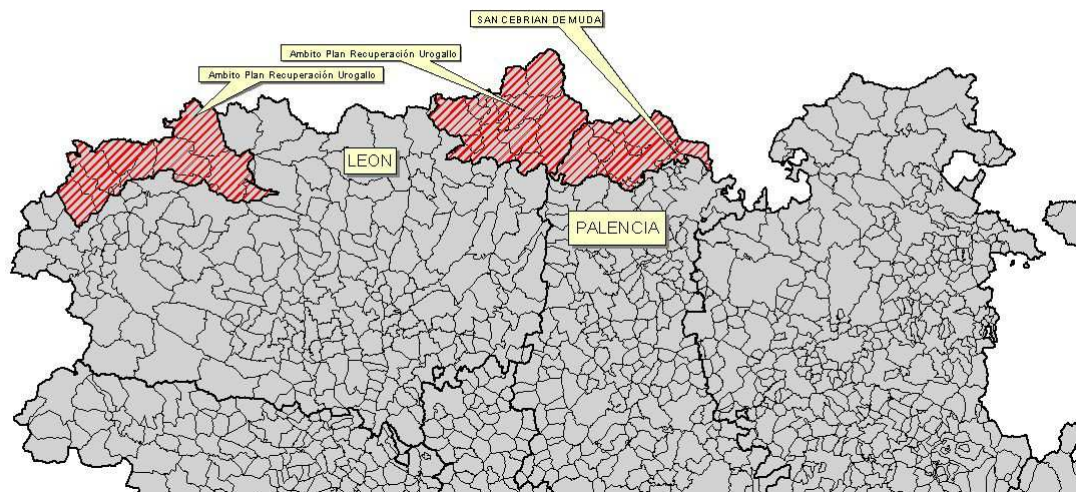 SAN CEBRIAN DE MUDA
Ambito Plan Recuperación Urogallo
Ambito Plan Recuperación Urogallo
LEON
PALENCIA